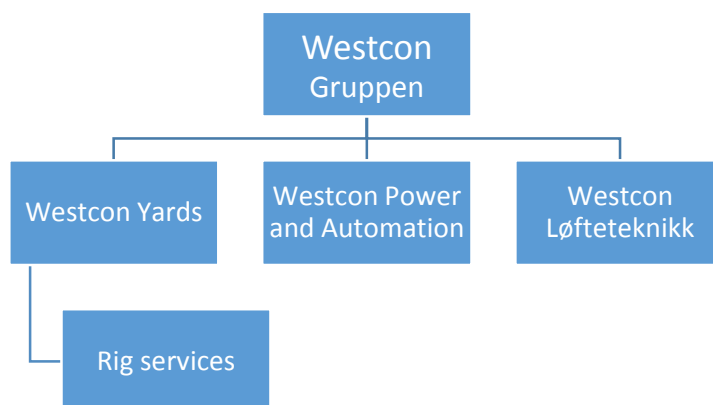 Westcon
Gruppen
Westcon Yards
Westcon Power
and Automation
Westcon
Løfteteknikk
Rig services